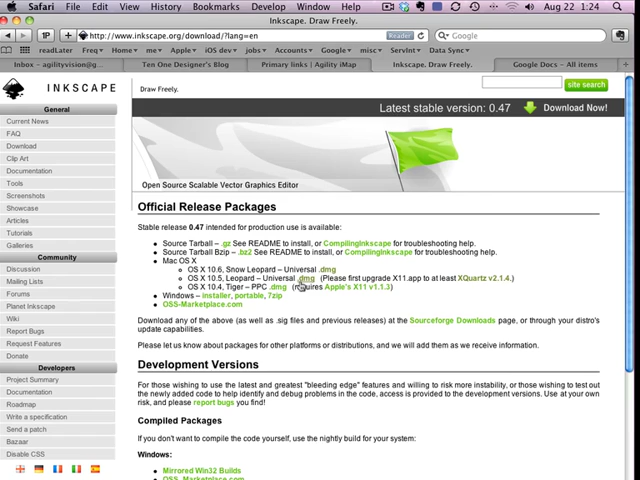 Safari File Edit View History Bookmarks Develop Window Help Aug 22 1:24
Inkscape. Draw Freely.
1P http://www.inkscape.org/download/?lang=en Reader Google
readLater Freq Home misc Apple iOS dev jobs Accounts Google misc Servlnt Data Sync
Inbox – agilityvision@g... Ten One Designer's Blog Primary links | Agility iMap Inkscape. Draw Freely. Google Docs – All items
INKSCAPE
Draw Freely.
site search
Latest stable version: 0.47 Download Now!
Open Source Scalable Vector Graphics Editor
General
Current News
FAQ
Download
Clip Art
Documentation
Tools
Screenshots
Showcase
Articles
Tutorials
Galleries
Community
Discussion
Mailing Lists
Forums
Planet Inkscape
Wiki
Report Bugs
Request Features
Donate
Developers
Project Summary
Documentation
Roadmap
Write a specification
Send a patch
Bazaar
Disable CSS
Official Release Packages
Stable release 0.47 intended for production use is available:
Source Tarball – .gz See README to install, or CompilingInkscape for troubleshooting help.
Source Tarball Bzip – .bz2 See README to install, or CompilingInkscape for troubleshooting help.
Mac OS X
OS X 10.6, Snow Leopard – Universal .dmg
OS X 10.5, Leopard – Universal .dmg (Please first upgrade X11.app to at least XQuartz v2.1.4.)
OS X 10.4, Tiger – PPC .dmg (requires Apple's X11 v1.1.3)
Windows – installer, portable, 7zip
OSS-Marketplace.com
Download any of the above (as well as .sig files and previous releases) at the Sourceforge Downloads page, or through your distro's
update capabilities.
Please let us know about packages for other platforms or distributions, and we will add them as we receive information.
Development Versions
For those wishing to use the latest and greatest "bleeding edge" features and willing to risk more instability, or those wishing to test out
the newly added code to help identify and debug problems in the code, access is provided to the development versions. Use at your own
risk, and please report bugs you find!
Compiled Packages
If you don't want to compile the code yourself, use the nightly build for your system:
Windows:
Mirrored Win32 Builds
OSS-Marketplace.com